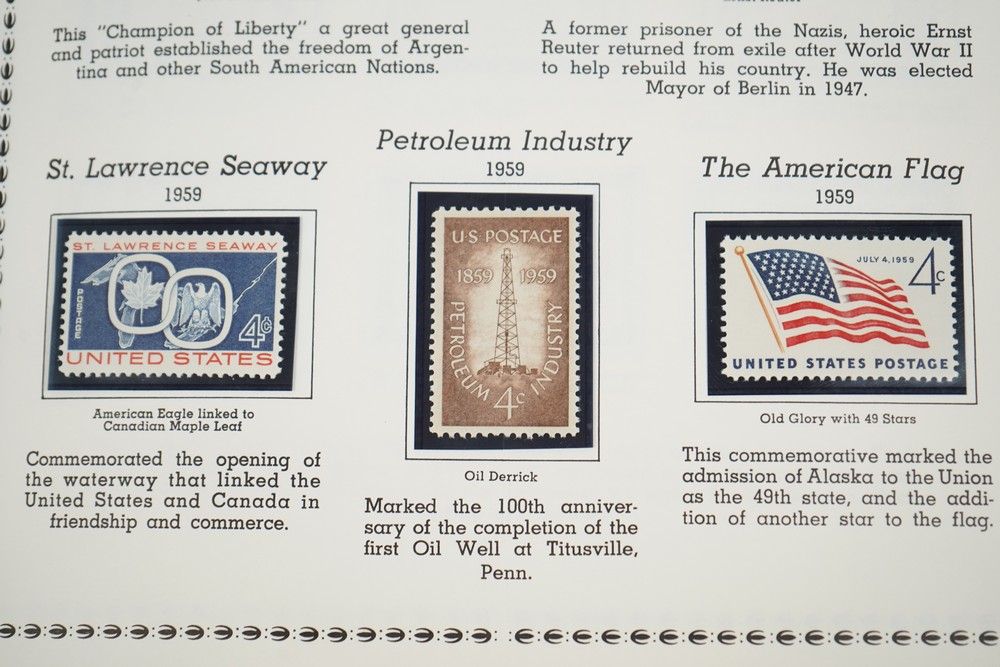 This "Champion of Liberty" a great general
and patriot established the freedom of Argen-
tina and other South American Nations.
A former prisoner of the Nazis, heroic Ernst
Reuter returned from exile after World War II
to help rebuild his country. He was elected
Mayor of Berlin in 1947.
St. Lawrence Seaway
1959
ST. LAWRENCE SEAWAY
POSTAGE
4¢
UNITED STATES
American Eagle linked to
Canadian Maple Leaf
Commemorated the opening of
the waterway that linked the
United States and Canada in
friendship and commerce.
Petroleum Industry
1959
U·S POSTAGE
1859 1959
PETROLEUM INDUSTRY
4c
Oil Derrick
Marked the 100th anniver-
sary of the completion of the
first Oil Well at Titusville,
Penn.
The American Flag
1959
JULY 4, 1959
4c
UNITED STATES POSTAGE
Old Glory with 49 Stars
This commemorative marked the
admission of Alaska to the Union
as the 49th state, and the addi-
tion of another star to the flag.